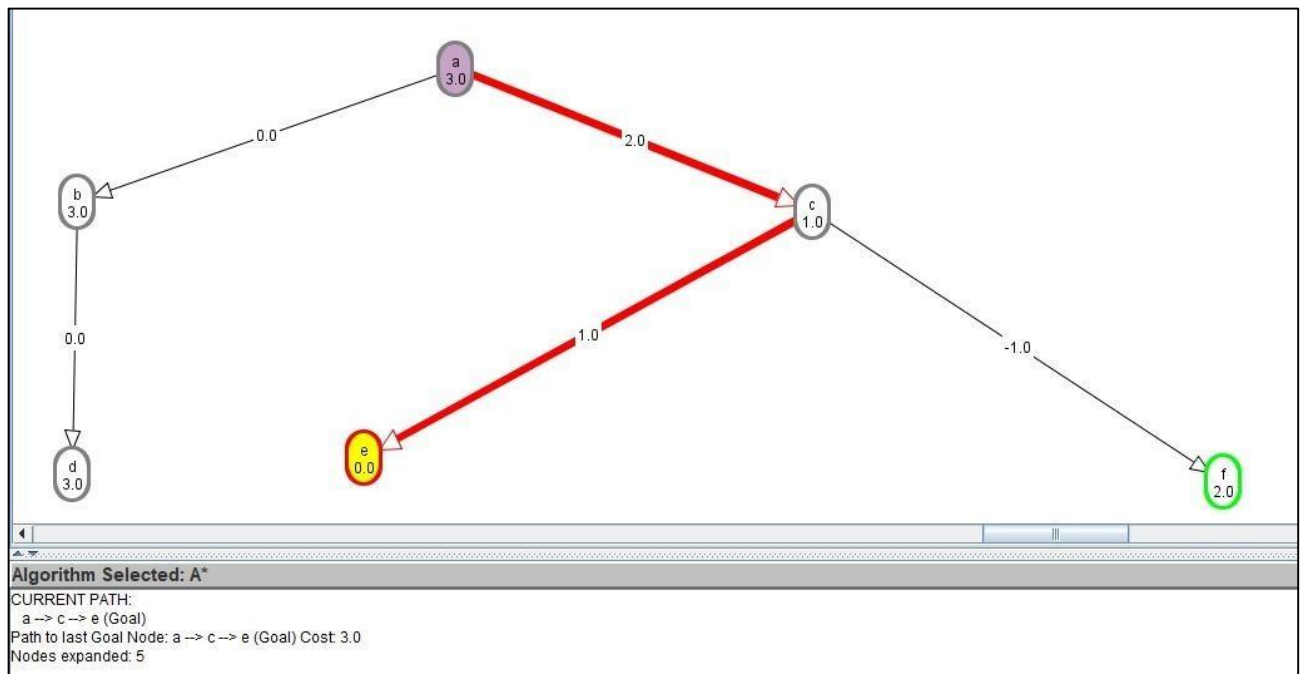 a
3.0
0.0
2.0
b
3.0
c
1.0
0.0
1.0
-1.0
d
3.0
e
0.0
f
2.0
Algorithm Selected: A*
CURRENT PATH:
a --> c --> e (Goal)
Path to last Goal Node: a --> c --> e (Goal) Cost: 3.0
Nodes expanded: 5